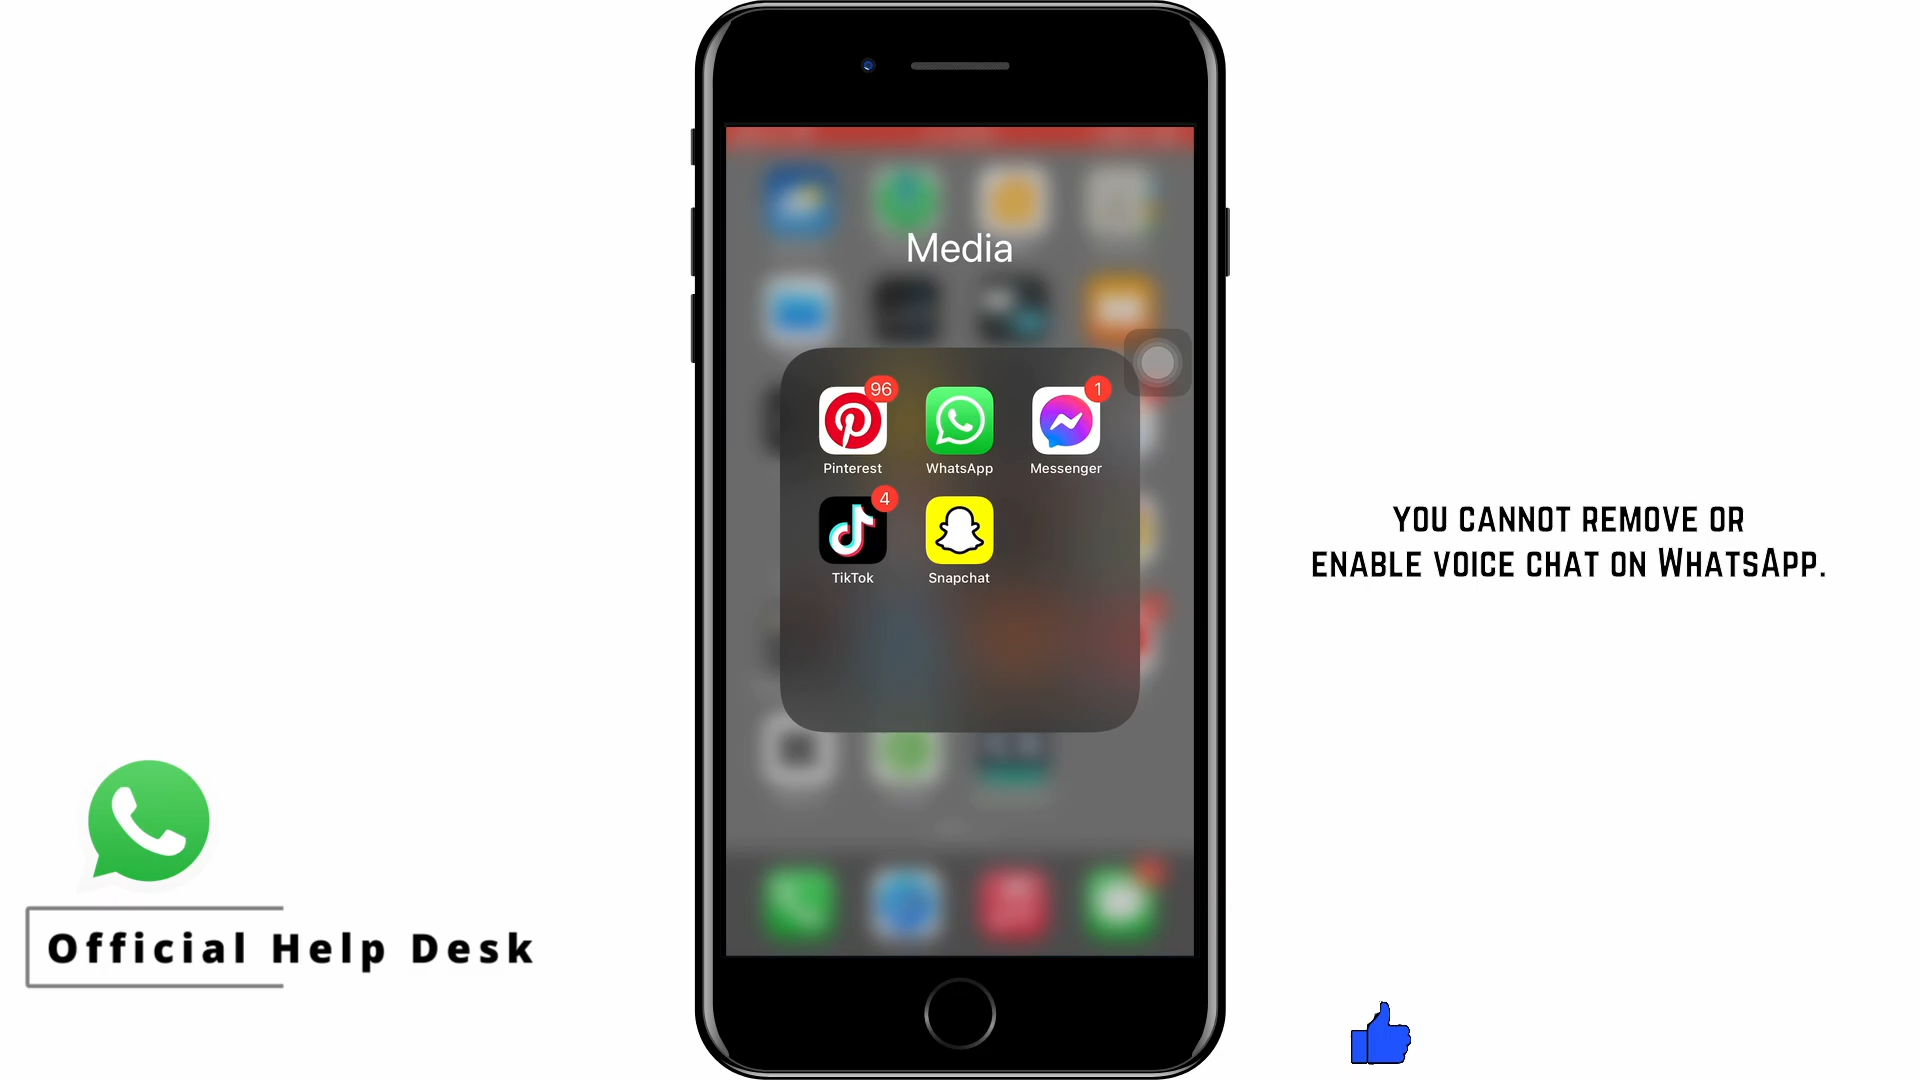 Media
96
1
Pinterest
WhatsApp
Messenger
4
TikTok
Snapchat
YOU CANNOT REMOVE OR
ENABLE VOICE CHAT ON WHATSAPP.
Official Help Desk